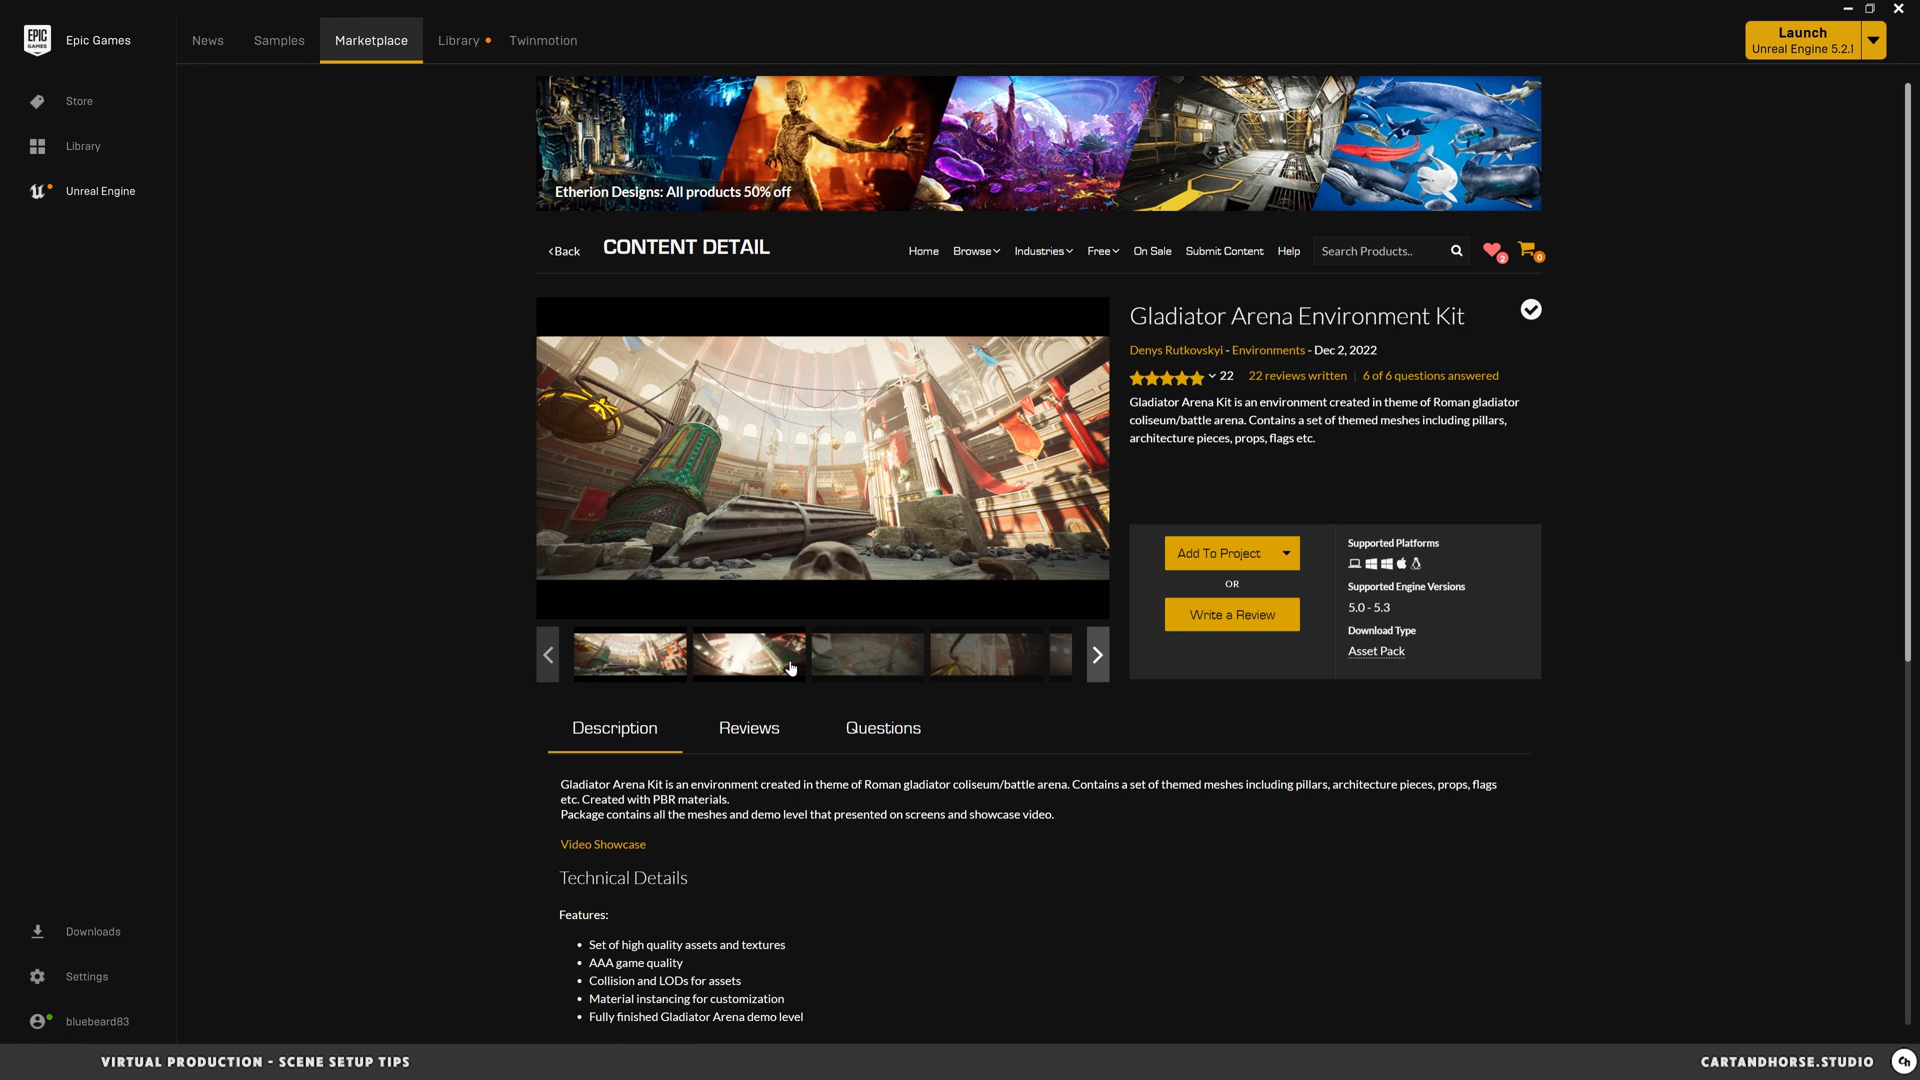 EPIC GAMES
Epic Games
News
Samples
Marketplace
Library
Twinmotion
Launch
Unreal Engine 5.2.1
Store
Library
Unreal Engine
Etherion Designs: All products 50% off
Back
CONTENT DETAIL
Home
Browse
Industries
Free
On Sale
Submit Content
Help
Search Products..
2
0
Gladiator Arena Environment Kit
Denys Rutkovskyi - Environments - Dec 2, 2022
22
22 reviews written | 6 of 6 questions answered
Gladiator Arena Kit is an environment created in theme of Roman gladiator
coliseum/battle arena. Contains a set of themed meshes including pillars,
architecture pieces, props, flags etc.
Add To Project
OR
Write a Review
Supported Platforms
Supported Engine Versions
5.0 - 5.3
Download Type
Asset Pack
Description
Reviews
Questions
Gladiator Arena Kit is an environment created in theme of Roman gladiator coliseum/battle arena. Contains a set of themed meshes including pillars, architecture pieces, props, flags
etc. Created with PBR materials.
Package contains all the meshes and demo level that presented on screens and showcase video.
Video Showcase
Technical Details
Features:
• Set of high quality assets and textures
• AAA game quality
• Collision and LODs for assets
• Material instancing for customization
• Fully finished Gladiator Arena demo level
Downloads
Settings
bluebeard83
VIRTUAL PRODUCTION - SCENE SETUP TIPS
CARTANDHORSE.STUDIO